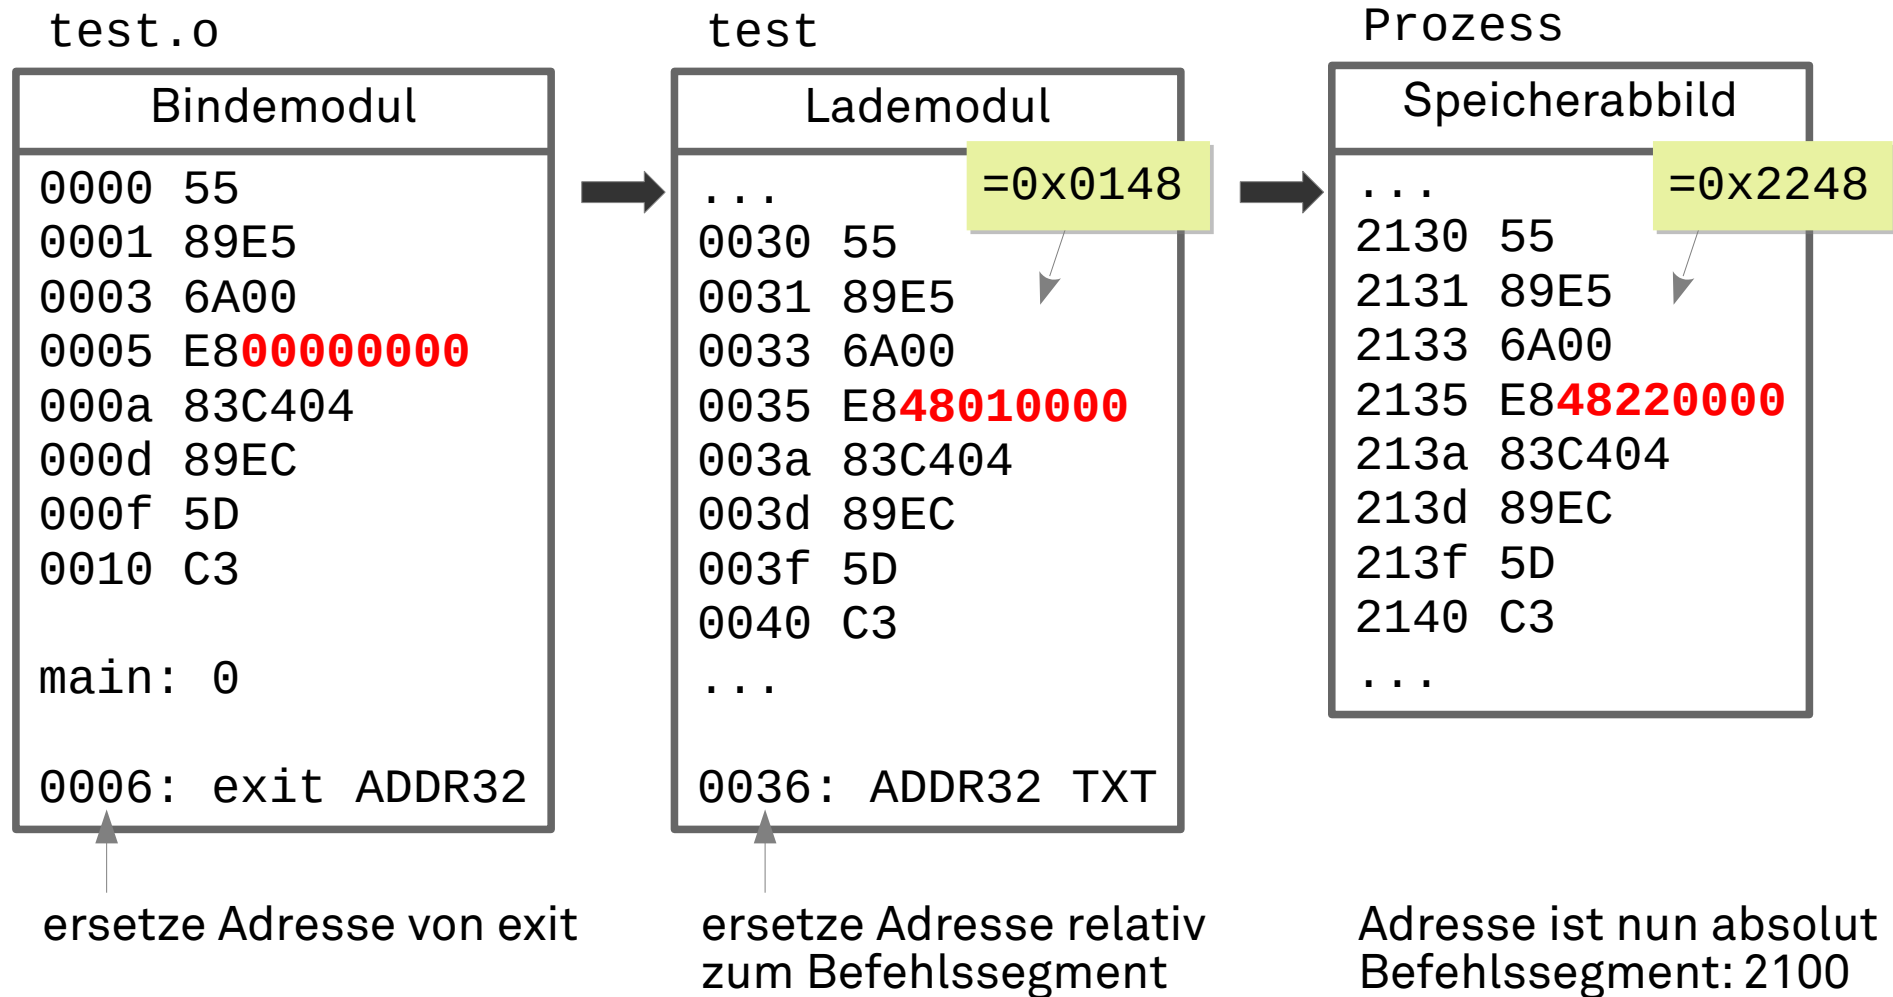 test.o
Bindemodul
0000 55
0001 89E5
0003 6A00
0005 E800000000
000a 83C404
000d 89EC
000f 5D
0010 C3
main: 0
0006: exit ADDR32
ersetze Adresse von exit
test
Lademodul
=0x0148
...
0030 55
0031 89E5
0033 6A00
0035 E848010000
003a 83C404
003d 89EC
003f 5D
0040 C3
...
0036: ADDR32 TXT
ersetze Adresse relativ
zum Befehlssegment
Prozess
Speicherabbild
=0x2248
...
2130 55
2131 89E5
2133 6A00
2135 E848220000
213a 83C404
213d 89EC
213f 5D
2140 C3
...
Adresse ist nun absolut
Befehlssegment: 2100